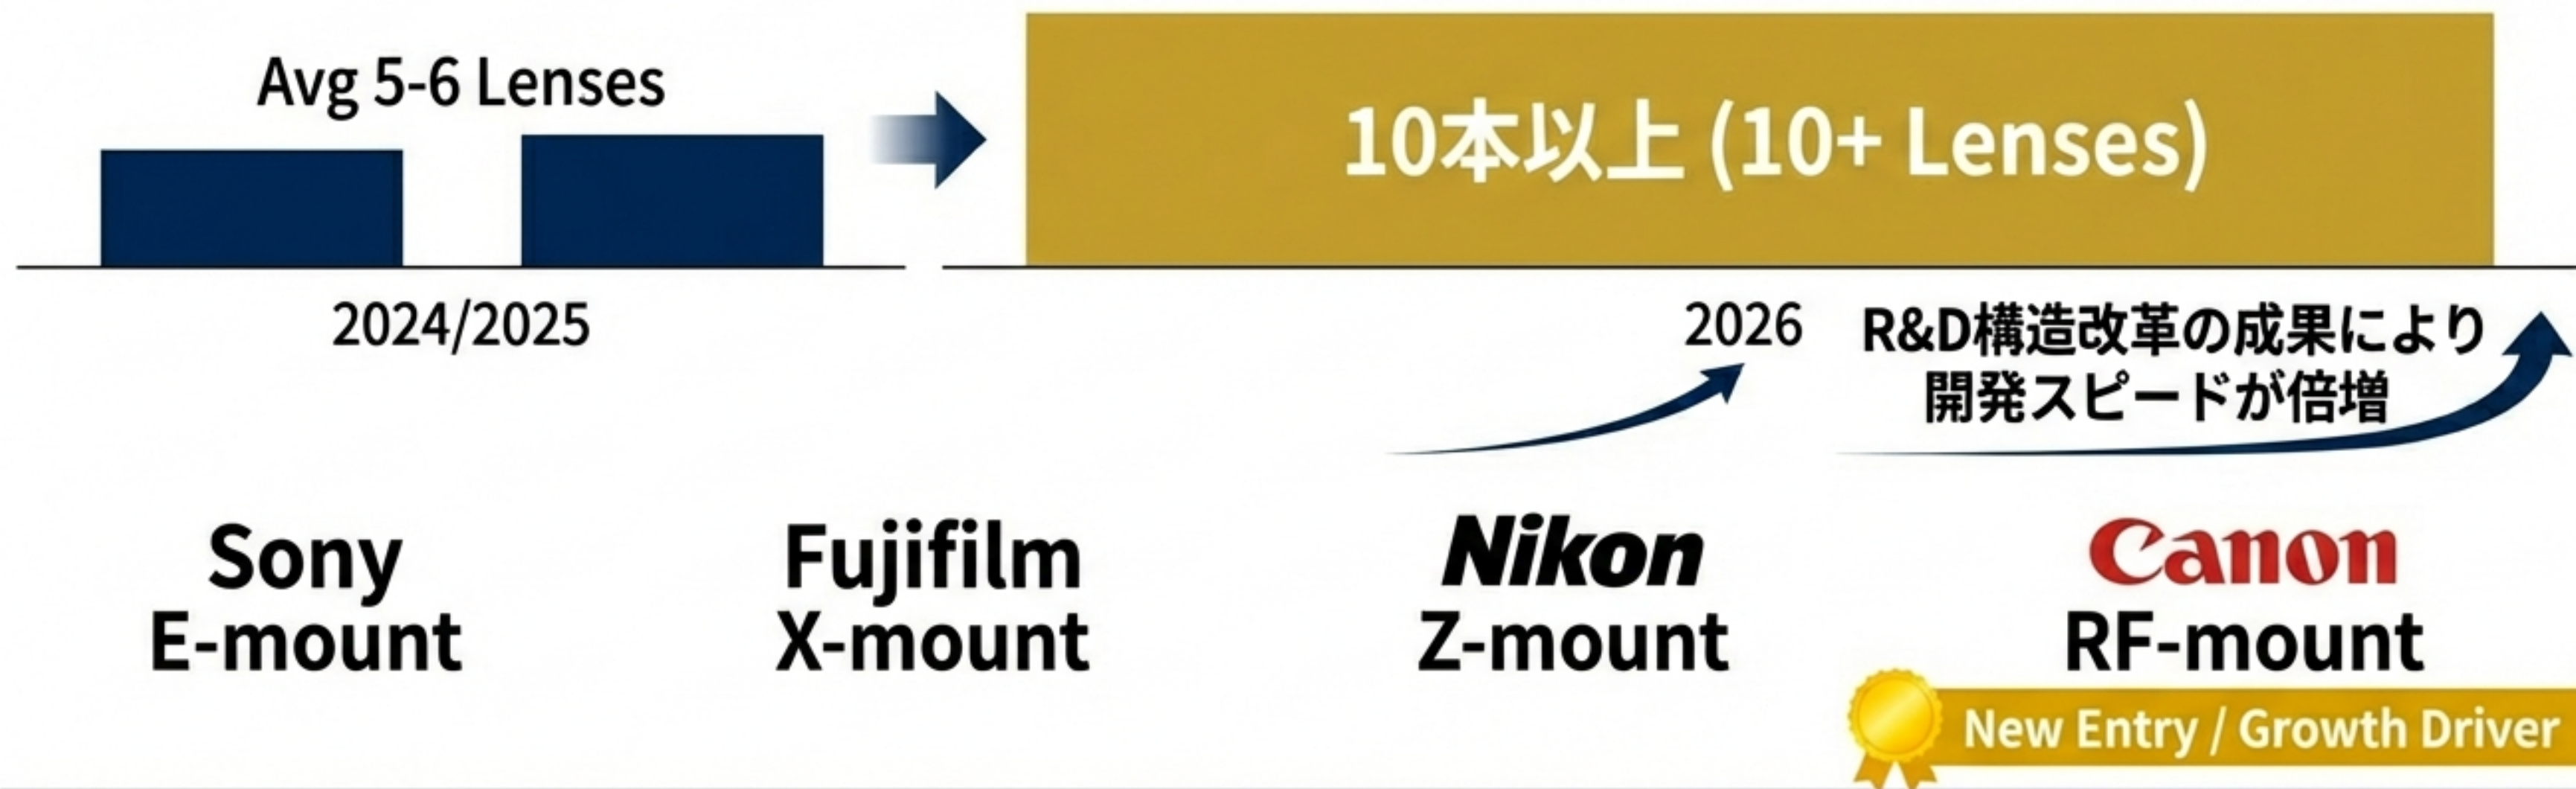 Avg 5-6 Lenses
10本以上 (10+ Lenses)
2024/2025
2026
R&D構造改革の成果により
開発スピードが倍増
Sony
E-mount
Fujifilm
X-mount
Nikon
Z-mount
Canon
RF-mount
New Entry / Growth Driver